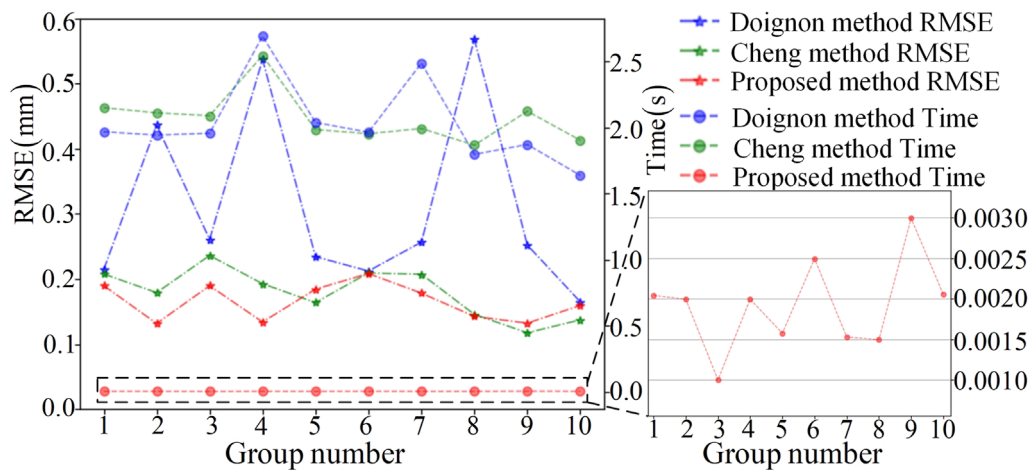 RMSE(mm)
0.6
0.5
0.4
0.3
0.2
0.1
0.0
1 2 3 4 5 6 7 8 9 10
Group number
Time(s)
2.5
2.0
1.5
1.0
0.5
0.0
Doignon method RMSE
Cheng method RMSE
Proposed method RMSE
Doignon method Time
Cheng method Time
Proposed method Time
0.0030
0.0025
0.0020
0.0015
0.0010
1 2 3 4 5 6 7 8 9 10
Group number